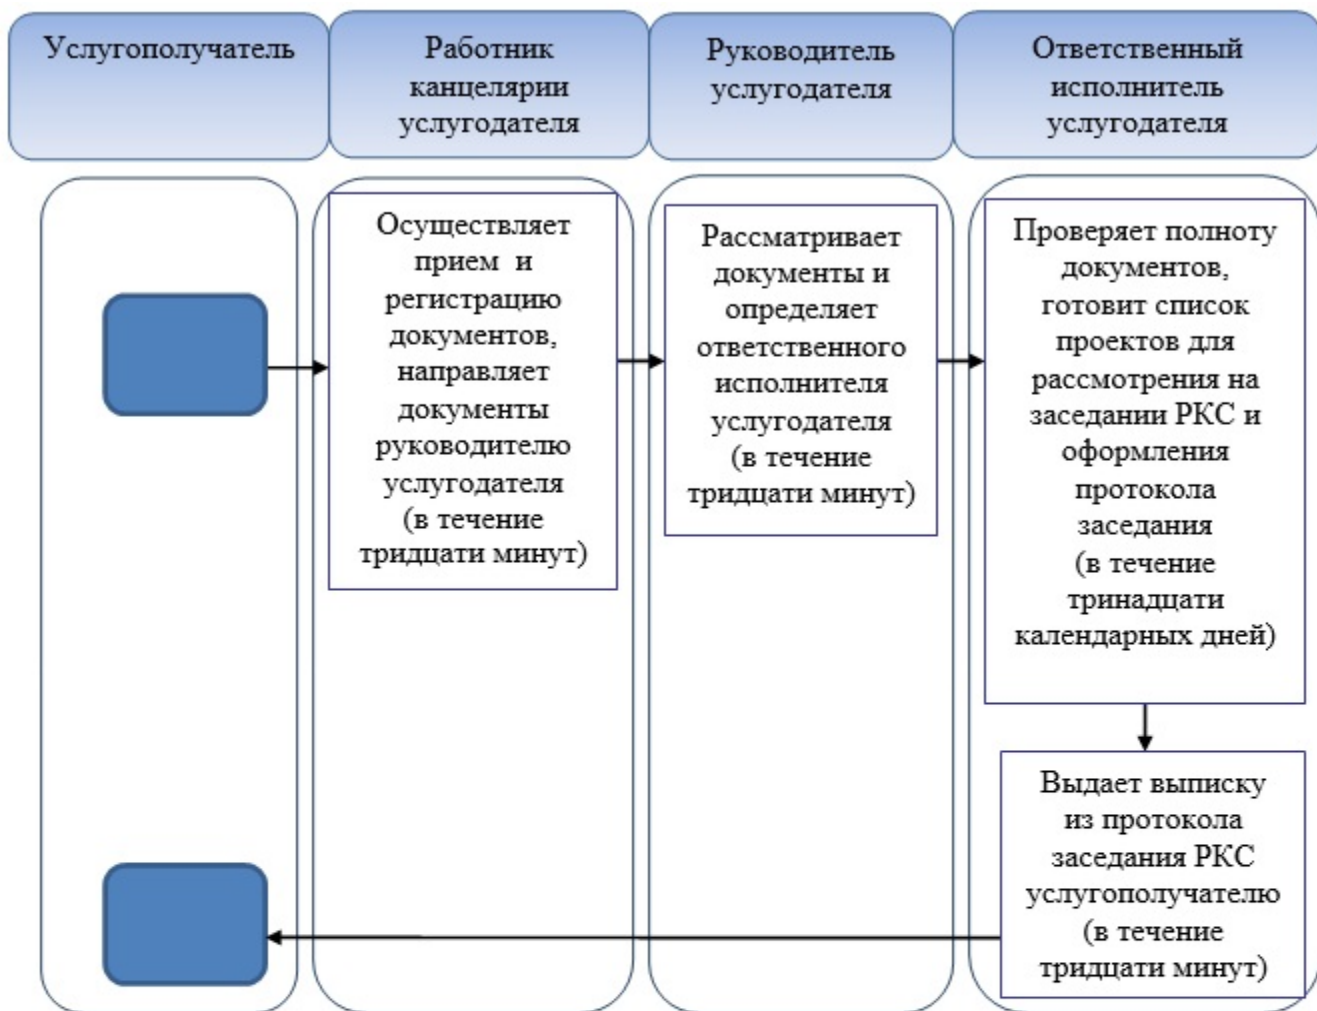 Услугополучатель
Работник
канцелярии
услугодателя
Руководитель
услугодателя
Ответственный
исполнитель
услугодателя
Осуществляет
прием и
регистрацию
документов,
направляет
документы
руководителю
услугодателя
(в течение
тридцати минут)
Рассматривает
документы и
определяет
ответственного
исполнителя
услугодателя
(в течение
тридцати минут)
Проверяет полноту
документов,
готовит список
проектов для
рассмотрения на
заседании РКС и
оформления
протокола
заседания
(в течение
тринадцати
календарных дней)
Выдает выписку
из протокола
заседания РКС
услугополучателю
(в течение
тридцати минут)